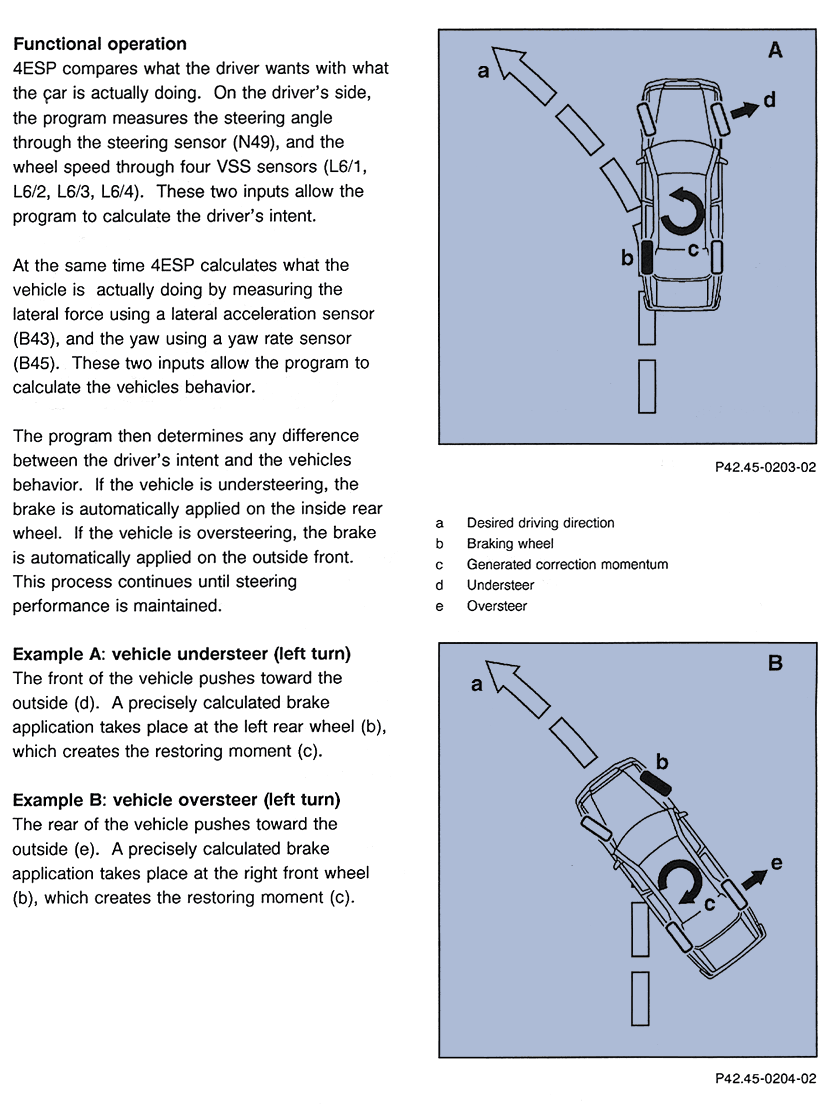 Functional operation
4ESP compares what the driver wants with what
the car is actually doing. On the driver's side,
the program measures the steering angle
through the steering sensor (N49), and the
wheel speed through four VSS sensors (L6/1,
L6/2, L6/3, L6/4). These two inputs allow the
program to calculate the driver's intent.
At the same time 4ESP calculates what the
vehicle is actually doing by measuring the
lateral force using a lateral acceleration sensor
(B43), and the yaw using a yaw rate sensor
(B45). These two inputs allow the program to
calculate the vehicles behavior.
The program then determines any difference
between the driver's intent and the vehicles
behavior. If the vehicle is understeering, the
brake is automatically applied on the inside rear
wheel. If the vehicle is oversteering, the brake
is automatically applied on the outside front.
This process continues until steering
performance is maintained.
Example A: vehicle understeer (left turn)
The front of the vehicle pushes toward the
outside (d). A precisely calculated brake
application takes place at the left rear wheel (b),
which creates the restoring moment (c).
Example B: vehicle oversteer (left turn)
The rear of the vehicle pushes toward the
outside (e). A precisely calculated brake
application takes place at the right front wheel
(b), which creates the restoring moment (c).
A
a
d
b
c
P42.45-0203-02
a Desired driving direction
b Braking wheel
c Generated correction momentum
d Understeer
e Oversteer
B
a
b
e
c
P42.45-0204-02